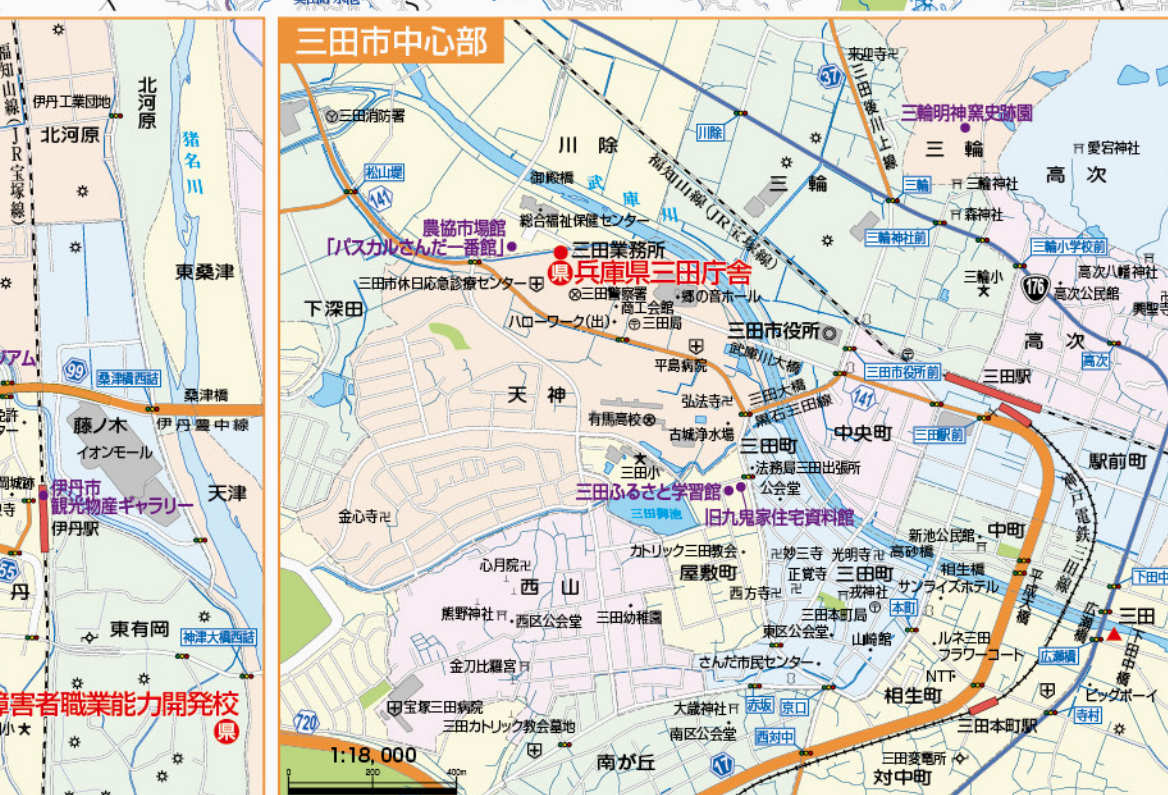 福知山線(JR宝塚線)
伊丹工業団地
北河原
北河原
猪名川
東桑津
99
桑津橋西詰
桑津橋
伊丹豊中線
藤ノ木
イオンモール
天津
伊丹市
観光物産ギャラリー
伊丹駅
丹
東有岡
神津大橋西詰
障害者職業能力開発校
県
三田市中心部
三田消防署
松山堤
141
川除
御殿橋
武庫川
川除
37
来迎寺
三田後川上線
三輪明神窯史跡園
三輪
愛宕神社
高次
三輪
三輪
三輪神社
森神社
三輪神社前
三輪小学校前
三輪小
176
高次八幡神社
高次公館
高次
高次
福知山線(JR宝塚線)
総合福祉保健センター
農協市場館
「パスカルさんだ一番館」
三田業務所
県
兵庫県三田庁舎
三田市休日応急診療センター
三田警察署
郷の音ホール
商工会館
ハローワーク(出)
三田局
下深田
三田市役所
平島病院
武庫川大橋
三田市役所前
三田駅
天神
弘法寺
三田大橋
黒石三田線
141
有馬高校
古城浄水場
三田町
中央町
三田駅前
駅前町
三田小
法務局三田出張所
公会堂
三田ふるさと学習館
旧九鬼家住宅資料館
三田御池
金心寺
神戸電鉄三田線
新池公民館
中町
カトリック三田教会
妙三寺
光明寺
高砂橋
心月院
西山
屋敷町
正覚寺
三田町
相生橋
サンライズホテル
平成大橋
下田中
西方寺
戎神社
熊野神社
西区公会堂
三田幼稚園
三田本町局
本町
広瀬橋
三田
東区公会堂
山崎館
ルネ三田
フラワーコート
広瀬橋
下田中橋
金刀比羅宮
さんだ市民センター
NTT
相生町
ビッグボーイ
宝塚三田病院
赤坂
京口
寺村
三田カトリック教会墓地
大歳神社
三田本町駅
720
南区公会堂
西対中
1:18,000
0
200
400m
南が丘
17
三田変電所
対中町